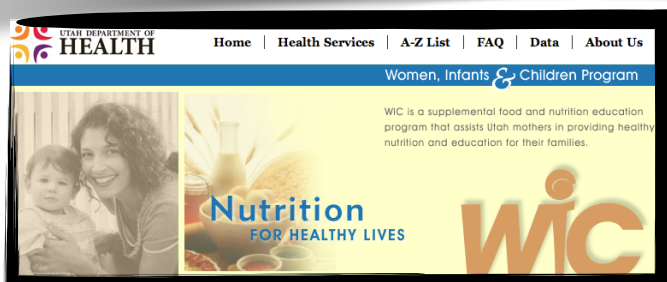 UTAH DEPARTMENT OF
HEALTH
Home | Health Services | A-Z List | FAQ | Data | About Us
Women, Infants & Children Program
WIC is a supplemental food and nutrition education
program that assists Utah mothers in providing healthy
nutrition and education for their families.
Nutrition
FOR HEALTHY LIVES
WIC